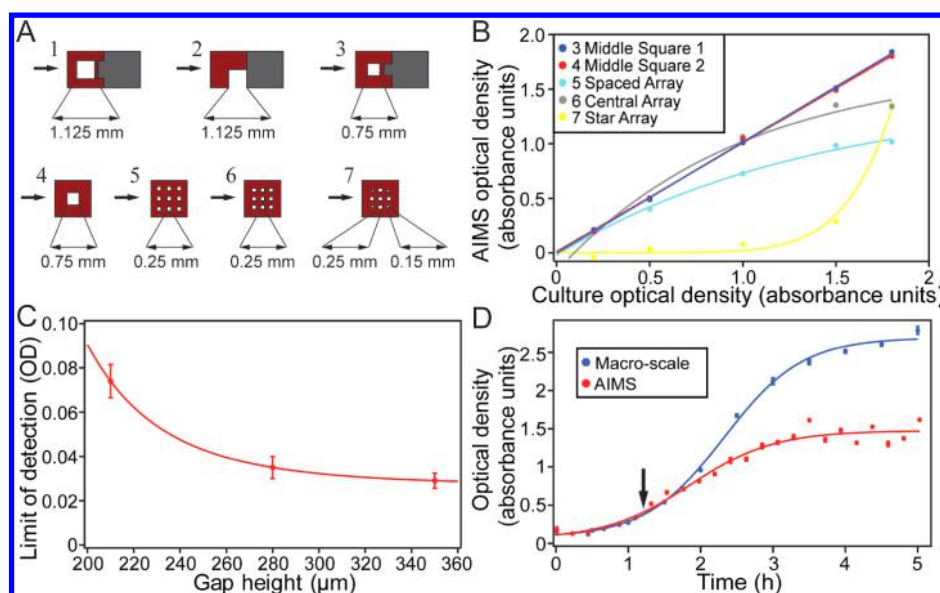 A
1
2
3
1.125 mm
1.125 mm
0.75 mm
4
5
6
7
0.75 mm
0.25 mm
0.25 mm
0.25 mm
0.15 mm
B
AIMS optical density
(absorbance units)
2.0
1.5
1.0
0.5
0
3 Middle Square 1
4 Middle Square 2
5 Spaced Array
6 Central Array
7 Star Array
0
0.5
1.0
1.5
2
Culture optical density (absorbance units)
C
Limit of detection (OD)
0.10
0.08
0.06
0.04
0.02
0
200
220
240
260
280
300
320
340
360
Gap height (µm)
D
Optical density
(absorbance units)
2.5
2
1.5
1
0.5
0
Macro-scale
AIMS
0
1
2
3
4
5
Time (h)